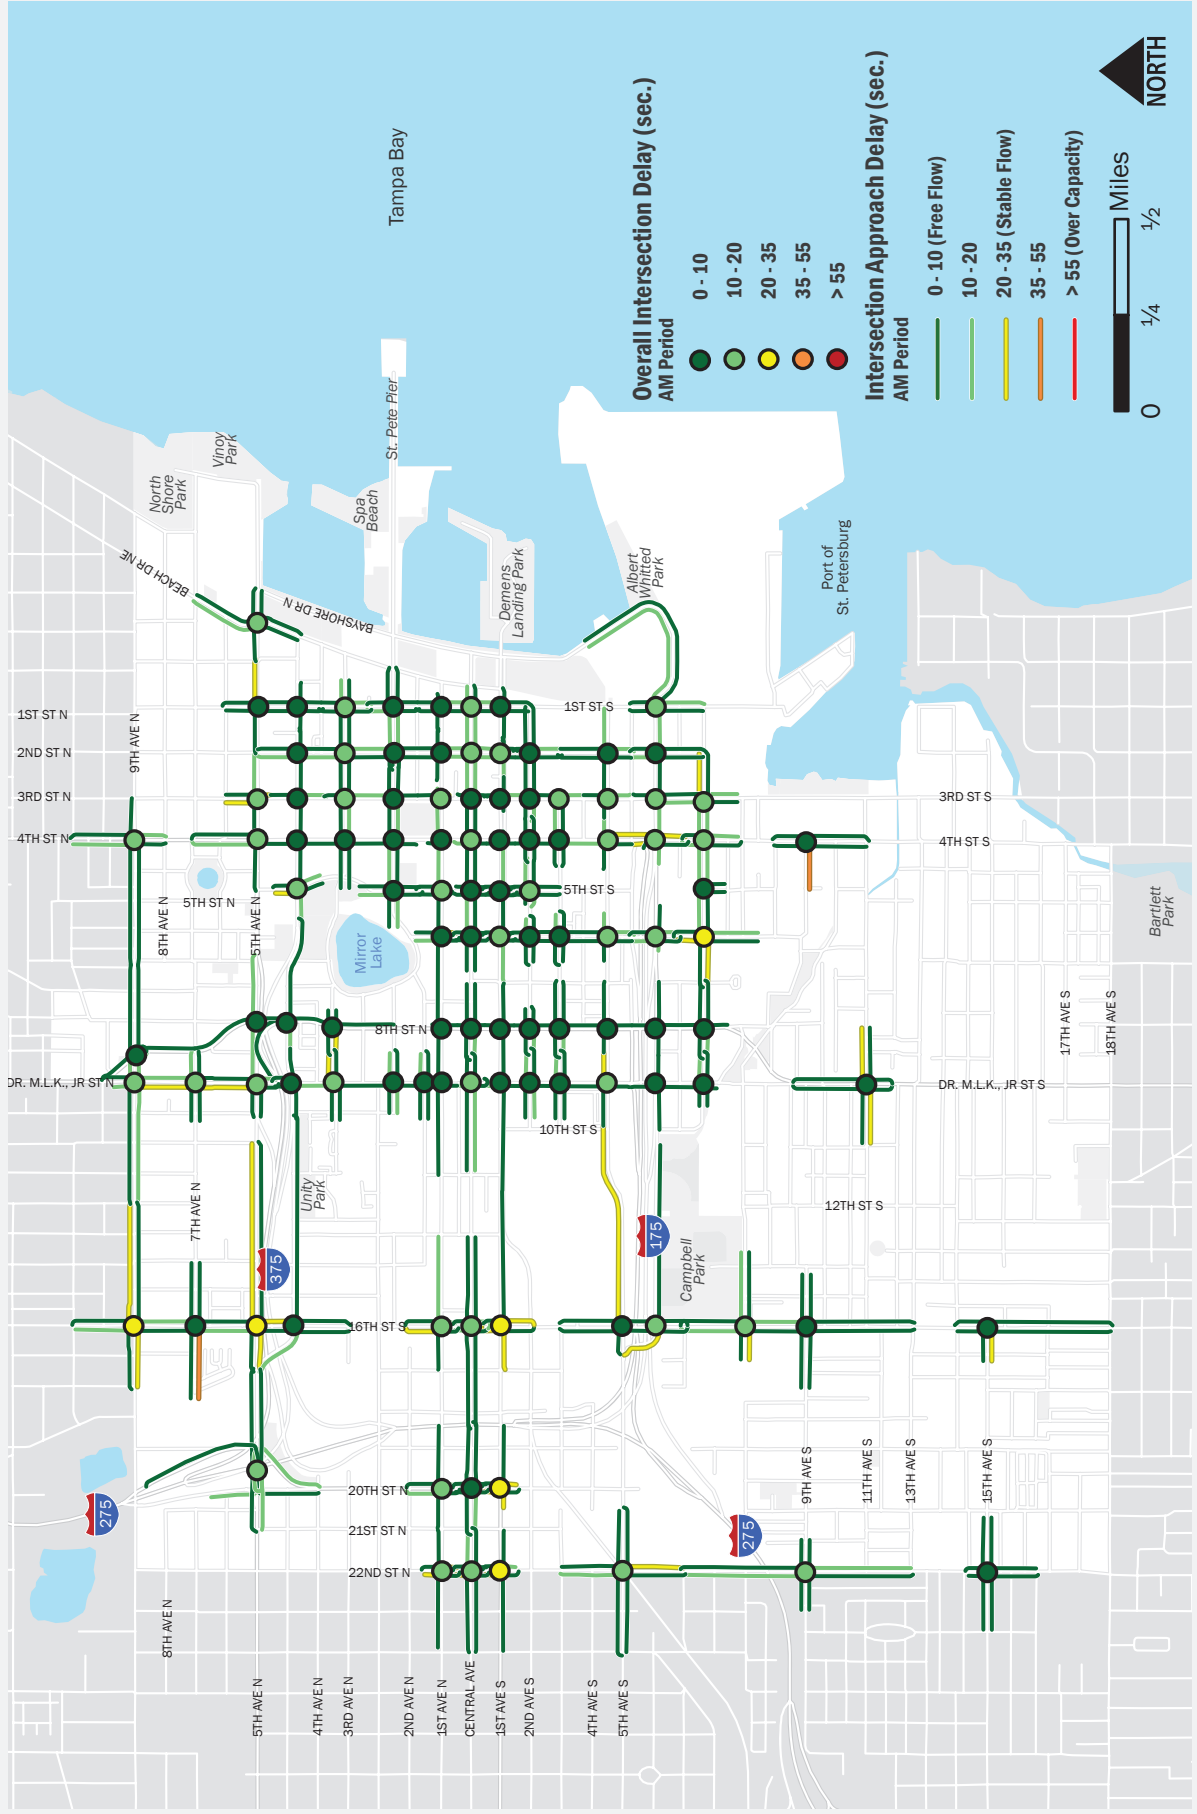 Tampa Bay
Overall Intersection Delay (sec.)
AM Period
0 - 10
10 - 20
20 - 35
35 - 55
> 55
Intersection Approach Delay (sec.)
AM Period
0 - 10 (Free Flow)
10 - 20
20 - 35 (Stable Flow)
35 - 55
> 55 (Over Capacity)
NORTH
Miles
0
¼
½
St. Pete Pier
Vinoy
Park
North
Shore
Park
Spa
Beach
Demens
Landing Park
Albert
Whitted
Park
Port of
St. Petersburg
BEACH DR NE
BAYSHORE DR N
1ST ST N
9TH AVE N
1ST ST S
2ND ST N
3RD ST N
3RD ST S
4TH ST N
4TH ST S
5TH ST N
5TH ST S
8TH AVE N
5TH AVE N
Mirror
Lake
Bartlett
Park
8TH ST N
17TH AVE S
18TH AVE S
DR. M.L.K., JR ST N
DR. M.L.K., JR ST S
10TH ST S
7TH AVE N
Unity
Park
12TH ST S
375
175
Campbell
Park
16TH ST S
275
20TH ST N
21ST ST N
22ND ST N
275
9TH AVE S
11TH AVE S
13TH AVE S
15TH AVE S
8TH AVE N
5TH AVE N
4TH AVE N
3RD AVE N
2ND AVE N
1ST AVE N
CENTRAL AVE
1ST AVE S
2ND AVE S
4TH AVE S
5TH AVE S